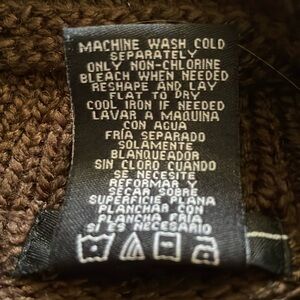 MACHINE WASH COLD
SEPARATELY
ONLY NON-CHLORINE
BLEACH WHEN NEEDED
RESHAPE AND LAY
FLAT TO DRY
COOL IRON IF NEEDED
LAVAR A MAQUINA
CON AGUA
FRÍA SEPARADO
SOLAMENTE
BLANQUEADOR
SIN CLORO CUANDO
SE NECESITE
REFORMAR Y
SECAR SOBRE
SUPERFICIE PLANA
PLANCHAR CON
PLANCHA FRÍA
SI ES NECESARIO